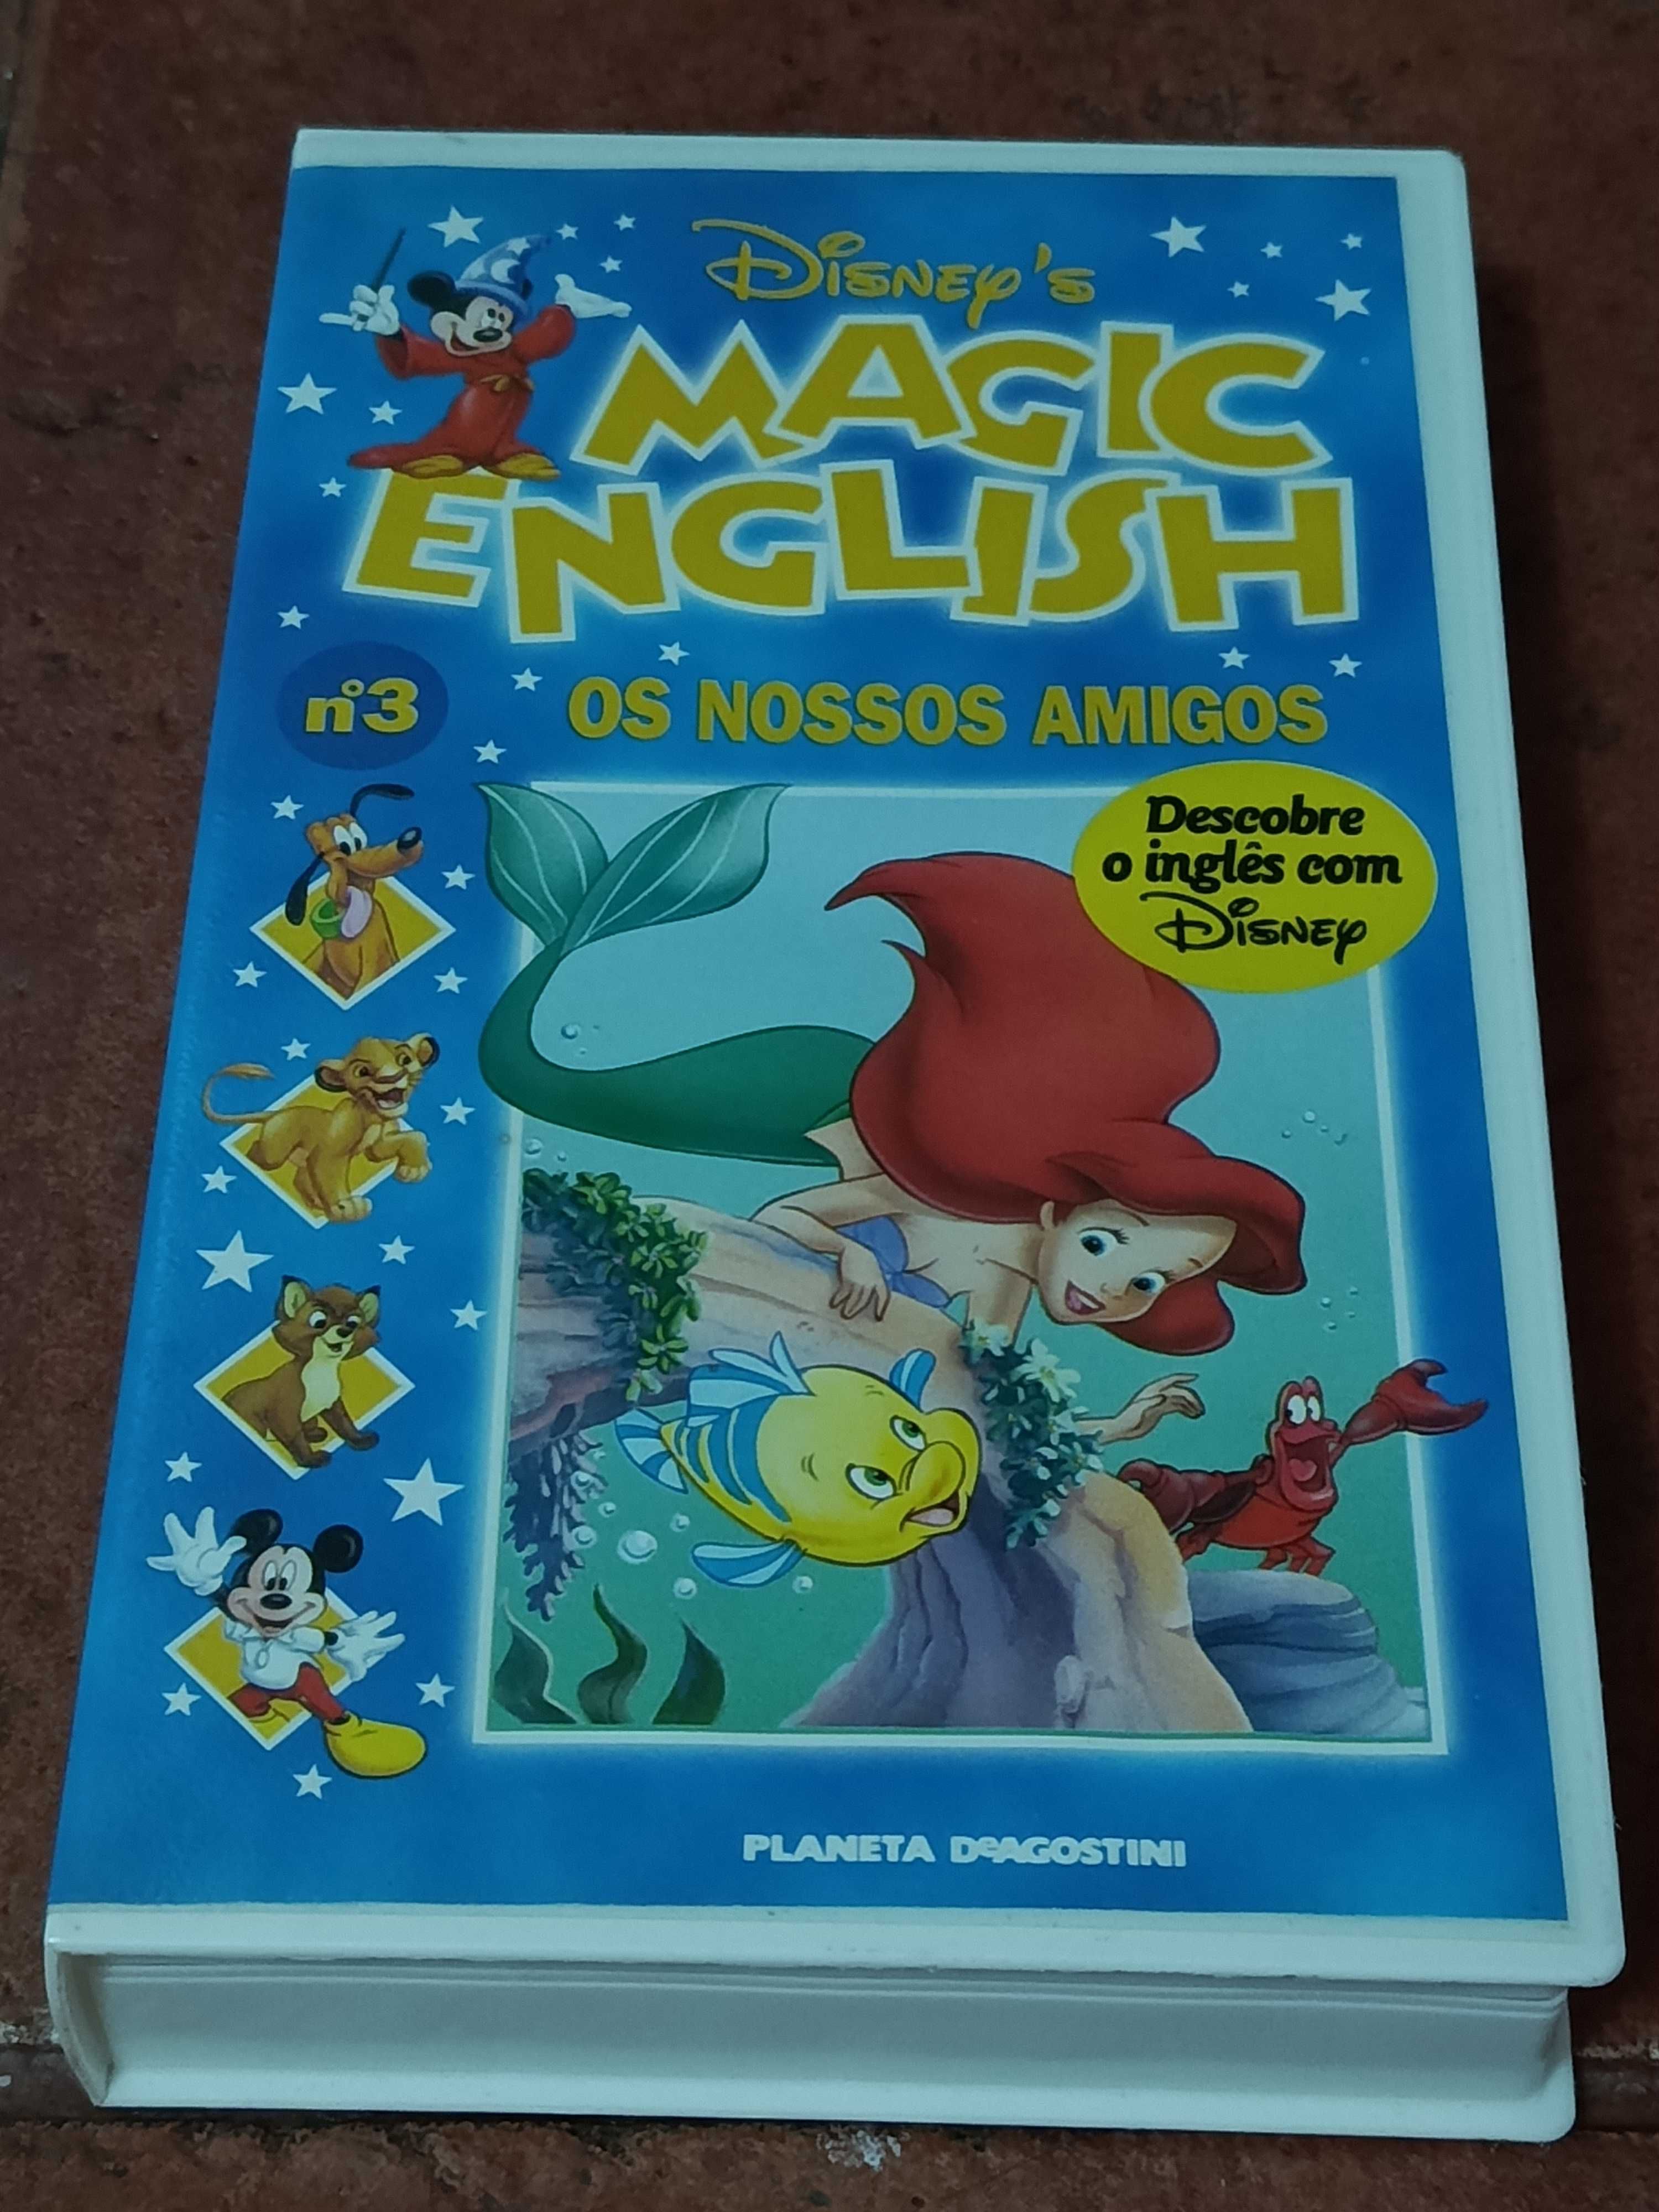 Disney's
MAGIC
ENGLISH
nº3
OS NOSSOS AMIGOS
Descobre
o inglês com
Disney
PLANETA DeAGOSTINI